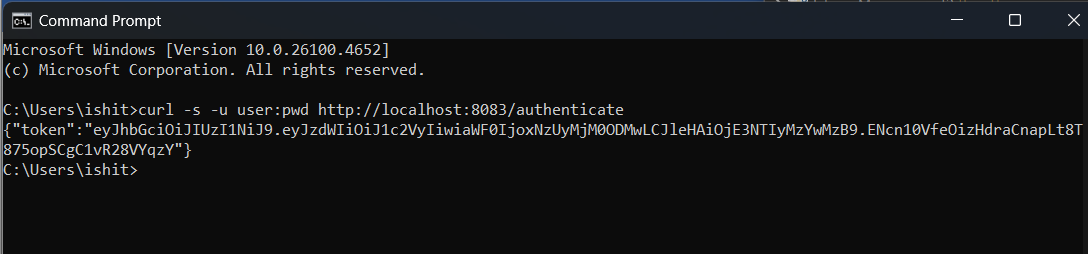 Command Prompt
Microsoft Windows [Version 10.0.26100.4652]
(c) Microsoft Corporation. All rights reserved.
C:\Users\ishit>curl -s -u user:pwd http://localhost:8083/authenticate
{"token":"eyJhbGciOiJIUzI1NiJ9.eyJzdWIiOiJ1c2VyIiwiaWF0IjoxNzUyMjM0ODMwLCJleHAiOjE3NTIyMzYwMzB9.ENcn10VfeOizHdraCnapLt8T
875opSCgC1vR28VYqzY"}
C:\Users\ishit>